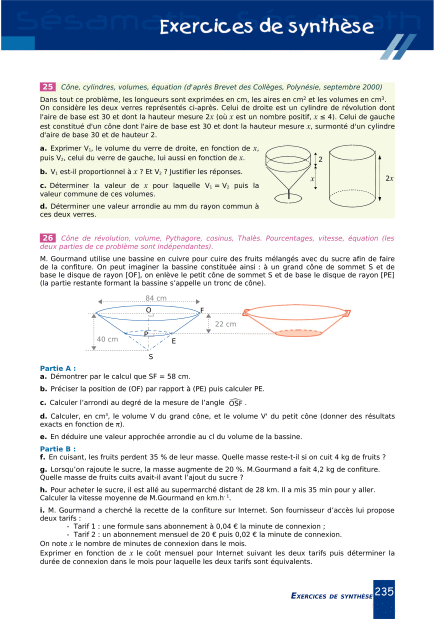 Exercices de synthèse
25 Cône, cylindres, volumes, équation (d'après Brevet des Collèges, Polynésie, septembre 2000)
Dans tout ce problème, les longueurs sont exprimées en cm, les aires en cm² et les volumes en cm³.
On considère les deux verres représentés ci-après. Celui de droite est un cylindre de révolution dont
l'aire de base est 30 et dont la hauteur mesure 2x (où x est un nombre positif, x ≤ 4). Celui de gauche
est constitué d'un cône dont l'aire de base est 30 et dont la hauteur mesure x, surmonté d'un cylindre
d'aire de base 30 et de hauteur 2.
a. Exprimer V₁, le volume du verre de droite, en fonction de x,
puis V₂, celui du verre de gauche, lui aussi en fonction de x.
b. V₁ est-il proportionnel à x ? Et V₂ ? Justifier les réponses.
c. Déterminer la valeur de x pour laquelle V₁ = V₂ puis la
valeur commune de ces volumes.
d. Déterminer une valeur arrondie au mm du rayon commun à
ces deux verres.
2
x
2x
26 Cône de révolution, volume, Pythagore, cosinus, Thalès. Pourcentages, vitesse, équation (les
deux parties de ce problème sont indépendantes).
M. Gourmand utilise une bassine en cuivre pour cuire des fruits mélangés avec du sucre afin de faire
de la confiture. On peut imaginer la bassine constituée ainsi : à un grand cône de sommet S et de
base le disque de rayon [OF], on enlève le petit cône de sommet S et de base le disque de rayon [PE]
(la partie restante formant la bassine s'appelle un tronc de cône).
84 cm
O
F
22 cm
P
E
40 cm
S
Partie A :
a. Démontrer par le calcul que SF = 58 cm.
b. Préciser la position de (OF) par rapport à (PE) puis calculer PE.
c. Calculer l'arrondi au degré de la mesure de l'angle OSF .
d. Calculer, en cm³, le volume V du grand cône, et le volume V' du petit cône (donner des résultats
exacts en fonction de π).
e. En déduire une valeur approchée arrondie au cl du volume de la bassine.
Partie B :
f. En cuisant, les fruits perdent 35 % de leur masse. Quelle masse reste-t-il si on cuit 4 kg de fruits ?
g. Lorsqu'on rajoute le sucre, la masse augmente de 20 %. M.Gourmand a fait 4,2 kg de confiture.
Quelle masse de fruits cuits avait-il avant l'ajout du sucre ?
h. Pour acheter le sucre, il est allé au supermarché distant de 28 km. Il a mis 35 min pour y aller.
Calculer la vitesse moyenne de M.Gourmand en km.h⁻¹.
i. M. Gourmand a cherché la recette de la confiture sur Internet. Son fournisseur d'accès lui propose
deux tarifs :
- Tarif 1 : une formule sans abonnement à 0,04 € la minute de connexion ;
- Tarif 2 : un abonnement mensuel de 20 € puis 0,02 € la minute de connexion.
On note x le nombre de minutes de connexion dans le mois.
Exprimer en fonction de x le coût mensuel pour Internet suivant les deux tarifs puis déterminer la
durée de connexion dans le mois pour laquelle les deux tarifs sont équivalents.
EXERCICES DE SYNTHÈSE 235